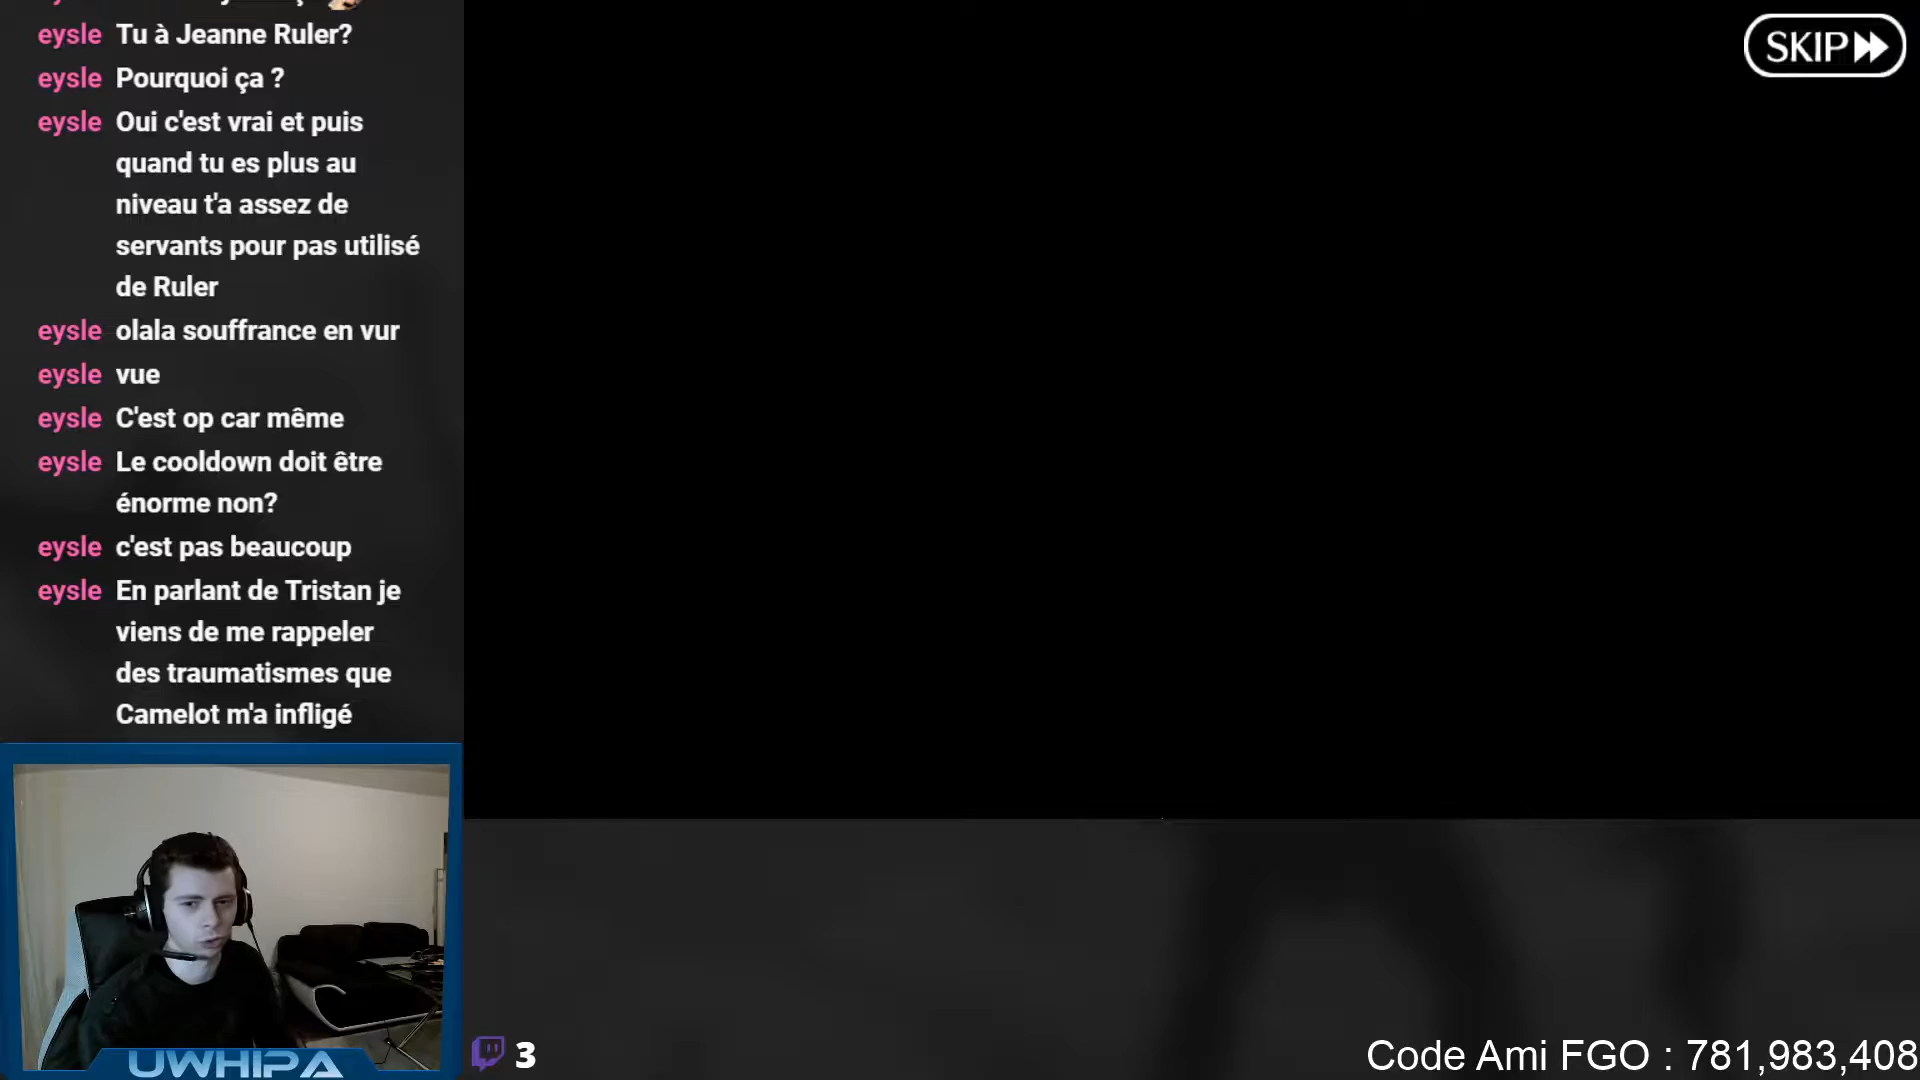 eysle Tu à Jeanne Ruler?
eysle Pourquoi ça ?
eysle Oui c'est vrai et puis
quand tu es plus au
niveau t'a assez de
servants pour pas utilisé
de Ruler
eysle olala souffrance en vur
eysle vue
eysle C'est op car même
eysle Le cooldown doit être
énorme non?
eysle c'est pas beaucoup
eysle En parlant de Tristan je
viens de me rappeler
des traumatismes que
Camelot m'a infligé
SKIP
UWHIPA
3
Code Ami FGO : 781,983,408